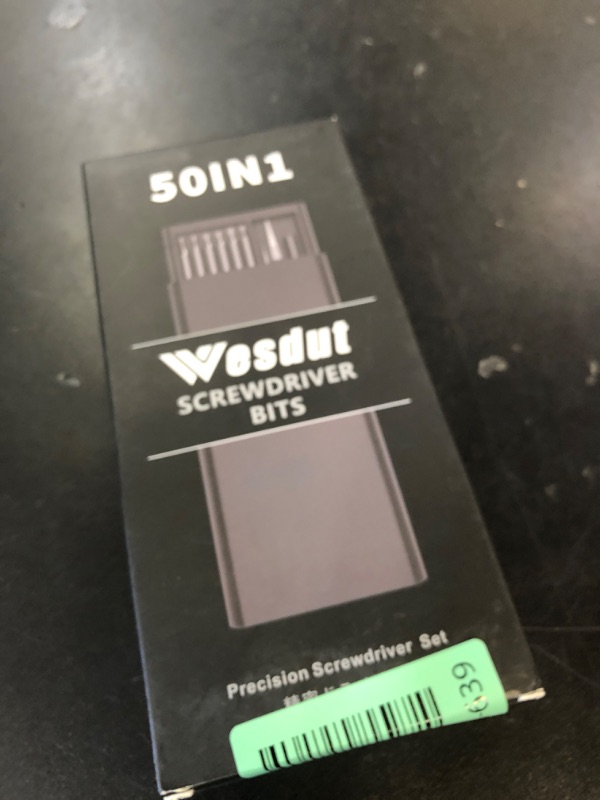 50IN1
Wesdut
SCREWDRIVER
BITS
Precision Screwdriver Set
639